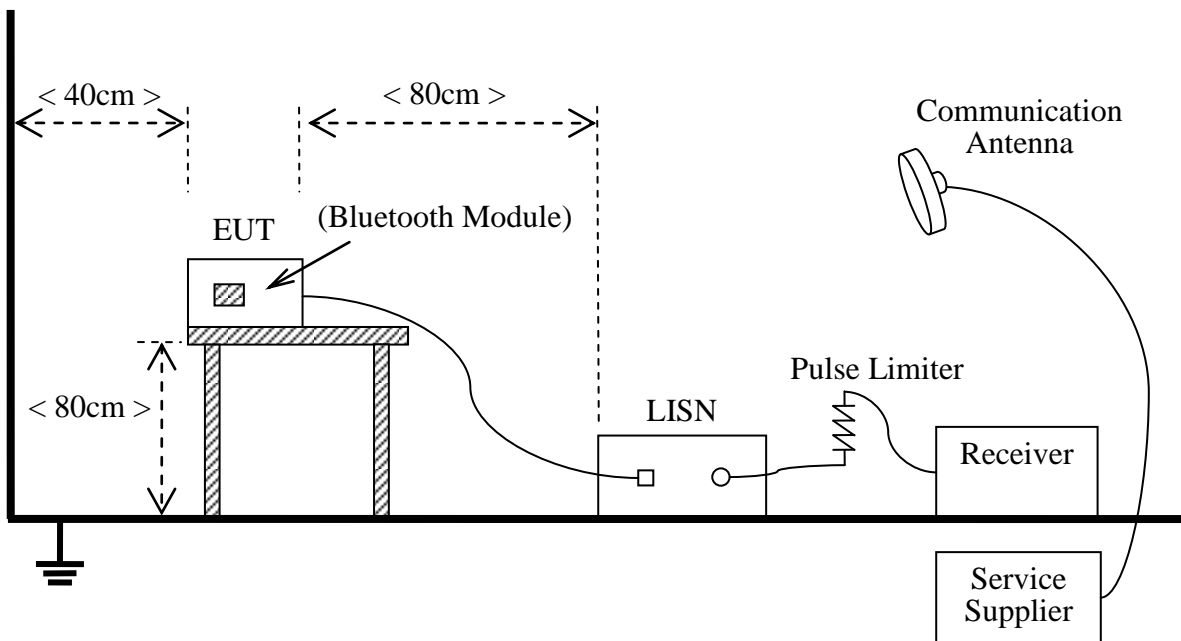 < 40cm >
< 80cm >
Communication
Antenna
(Bluetooth Module)
EUT
Pulse Limiter
< 80cm >
LISN
Receiver
Service
Supplier